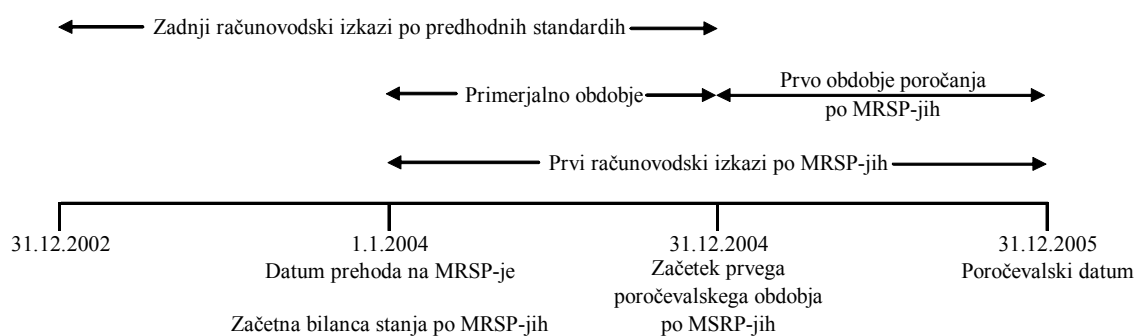 Zadnji računovodski izkazi po predhodnih standardih
Primerjalno obdobje
Prvo obdobje poročanja
po MRSP-jih
Prvi računovodski izkazi po MRSP-jih
31.12.2002
1.1.2004
31.12.2004
31.12.2005
Datum prehoda na MRSP-je
Začetna bilanca stanja po MRSP-jih
Začetek prvega
poročevalskega obdobja
po MSRP-jih
Poročevalski datum